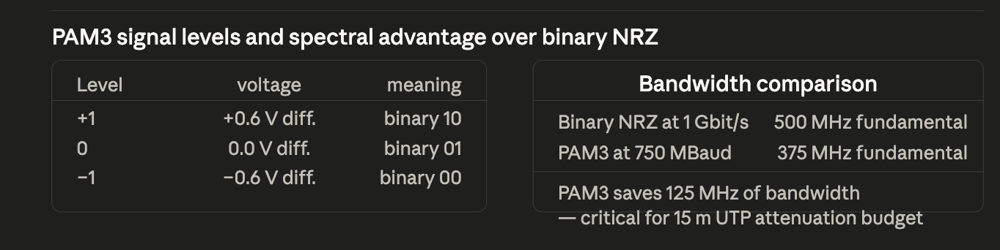 PAM3 signal levels and spectral advantage over binary NRZ
Level voltage meaning
+1 +0.6 V diff. binary 10
0 0.0 V diff. binary 01
−1 −0.6 V diff. binary 00
Bandwidth comparison
Binary NRZ at 1 Gbit/s 500 MHz fundamental
PAM3 at 750 MBaud 375 MHz fundamental
PAM3 saves 125 MHz of bandwidth
— critical for 15 m UTP attenuation budget